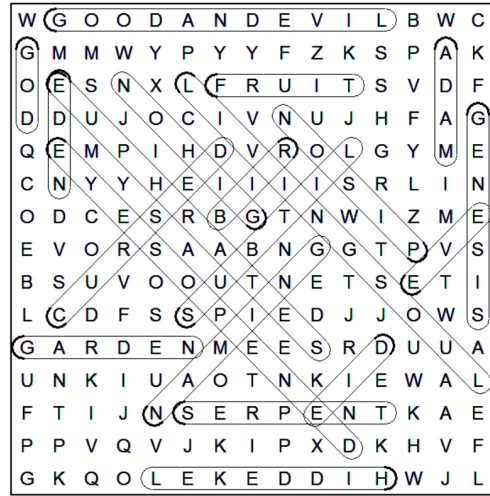 W G O O D A N D E V I L B W C
G M M W Y P Y Y F Z K S P A K
O E S N X L F R U I T S V D F
D D U J O C I V N U J H F A G
Q E M P I H D V R O L G Y M E
C N Y Y H E I I I I S R L I N
O D C E S R B G T N W I Z M E
E V O R S A A B N G G T P V S
B S U V O O U T N E T S E T I
L C D F S S P I E D J J O W S
G A R D E N M E E S R D U U A
U N K I U A O T N K I E W A L
F T I J N S E R P E N T K A E
P P V Q V J K I P X D K H V F
G K Q O L E K E D D I H W J L